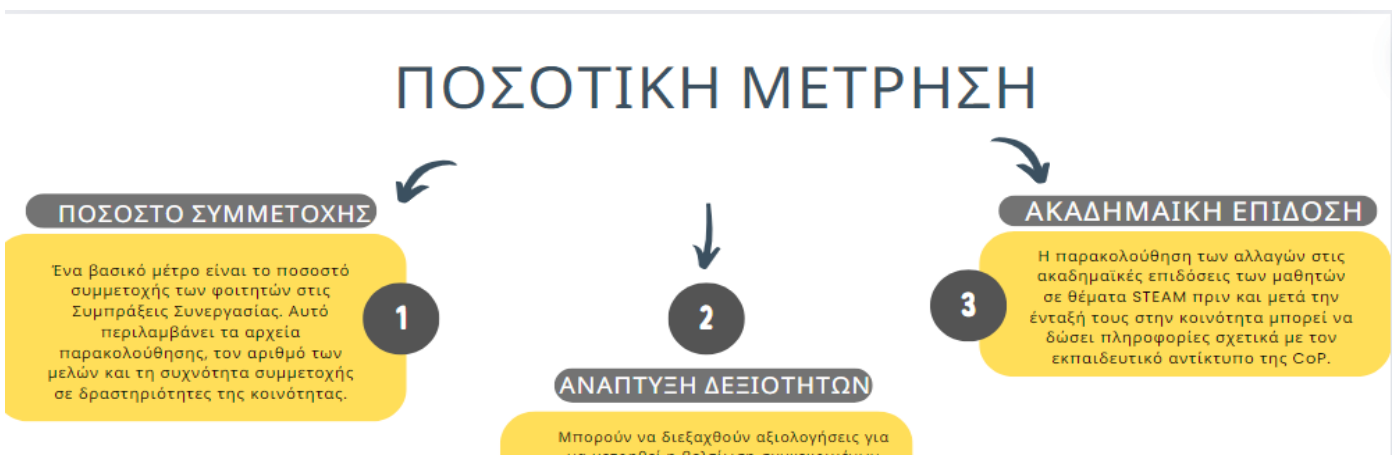 ΠΟΣΟΤΙΚΗ ΜΕΤΡΗΣΗ
ΠΟΣΟΣΤΟ ΣΥΜΜΕΤΟΧΗΣ
Ένα βασικό μέτρο είναι το ποσοστό
συμμετοχής των φοιτητών στις
Συμπράξεις Συνεργασίας. Αυτό
περιλαμβάνει τα αρχεία
παρακολούθησης, τον αριθμό των
μελών και τη συχνότητα συμμετοχής
σε δραστηριότητες της κοινότητας.
1
2
ΑΝΑΠΤΥΞΗ ΔΕΞΙΟΤΗΤΩΝ
Μπορούν να διεξαχθούν αξιολογήσεις για
3
ΑΚΑΔΗΜΑΙΚΗ ΕΠΙΔΟΣΗ
Η παρακολούθηση των αλλαγών στις
ακαδημαϊκές επιδόσεις των μαθητών
σε θέματα STEAM πριν και μετά την
ένταξή τους στην κοινότητα μπορεί να
δώσει πληροφορίες σχετικά με τον
εκπαιδευτικό αντίκτυπο της CoP.